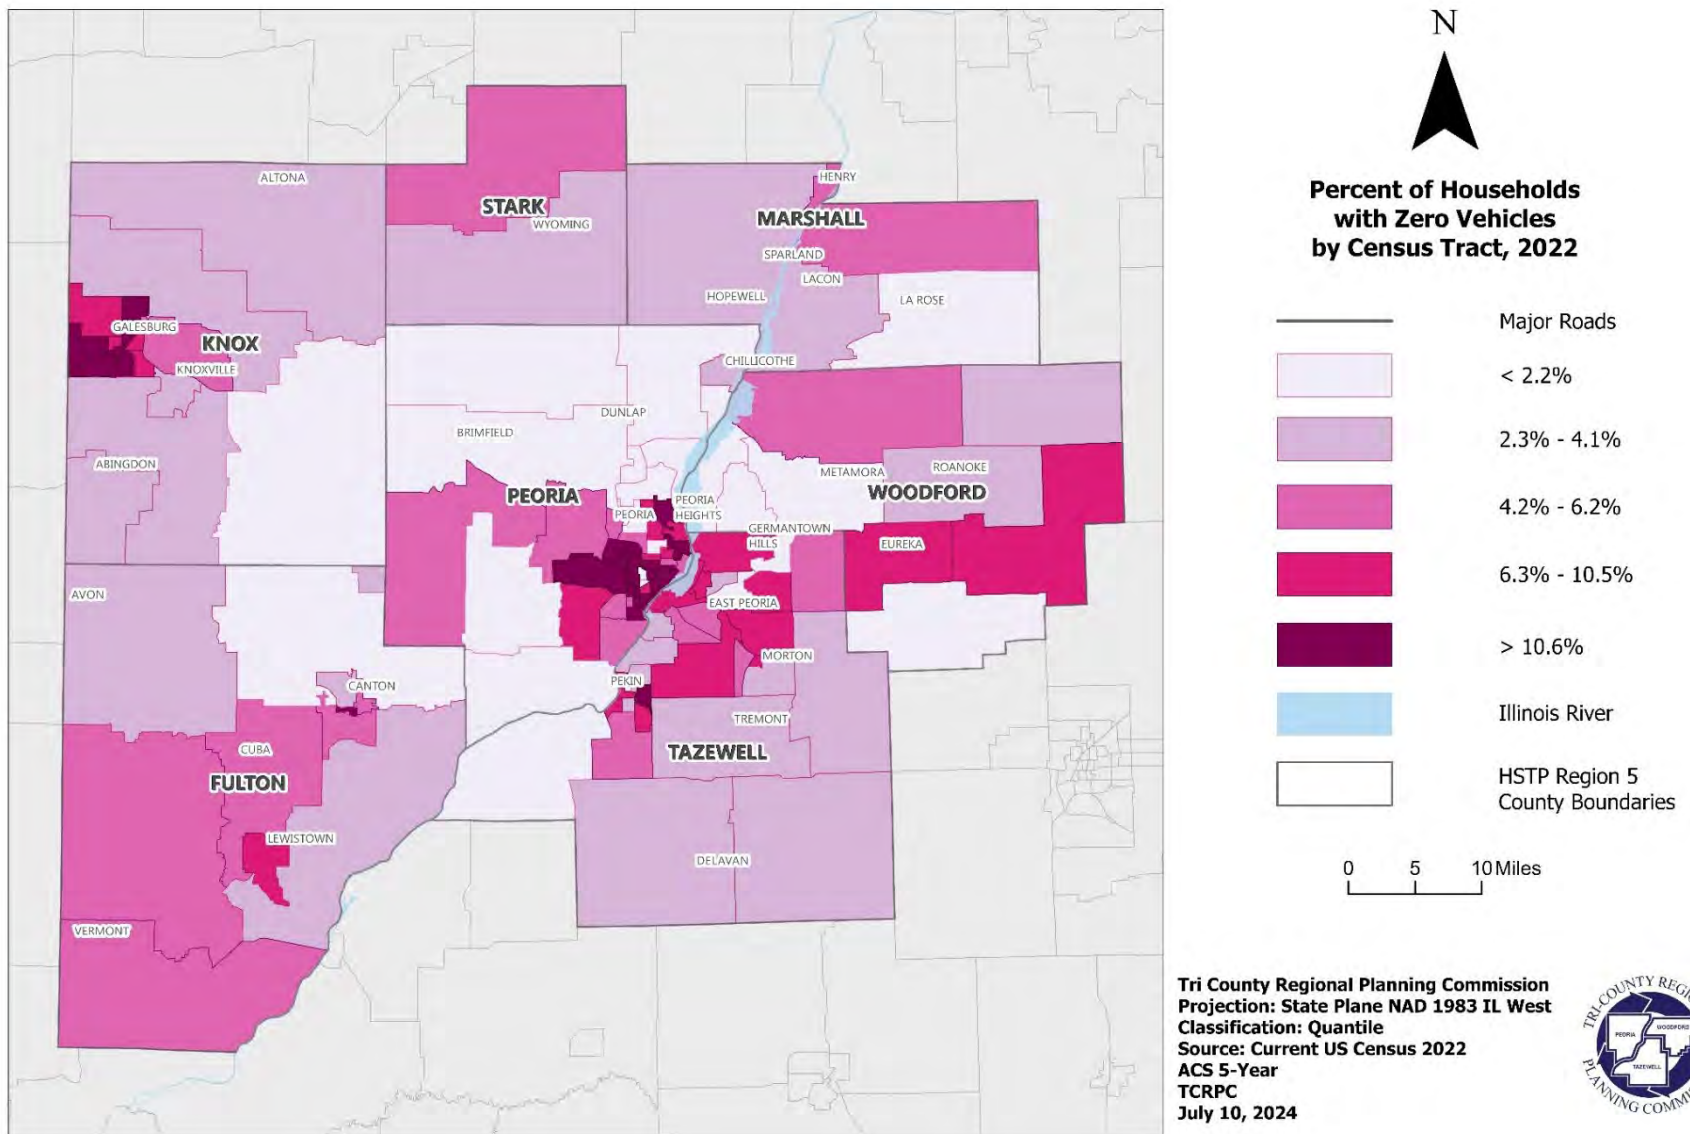 N
Percent of Households
with Zero Vehicles
by Census Tract, 2022
Major Roads
< 2.2%
2.3% - 4.1%
4.2% - 6.2%
6.3% - 10.5%
> 10.6%
Illinois River
HSTP Region 5
County Boundaries
0 5 10 Miles
Tri County Regional Planning Commission
Projection: State Plane NAD 1983 IL West
Classification: Quantile
Source: Current US Census 2022
ACS 5-Year
TCRPC
July 10, 2024
TRI-COUNTY REGIO
PLANNING COMMI
PEORIA
WOODFORD
TAZEWELL
ALTONA
HENRY
STARK
WYOMING
MARSHALL
SPARLAND
LACON
HOPEWELL
LA ROSE
GALESBURG
KNOX
KNOXVILLE
CHILLICOTHE
DUNLAP
BRIMFIELD
ABINGDON
METAMORA
ROANOKE
PEORIA
WOODFORD
PEORIA
PEORIA
HEIGHTS
GERMANTOWN
HILLS
EUREKA
AVON
EAST PEORIA
MORTON
CANTON
PEKIN
TREMONT
CUBA
TAZEWELL
FULTON
LEWISTOWN
DELAVAN
VERMONT